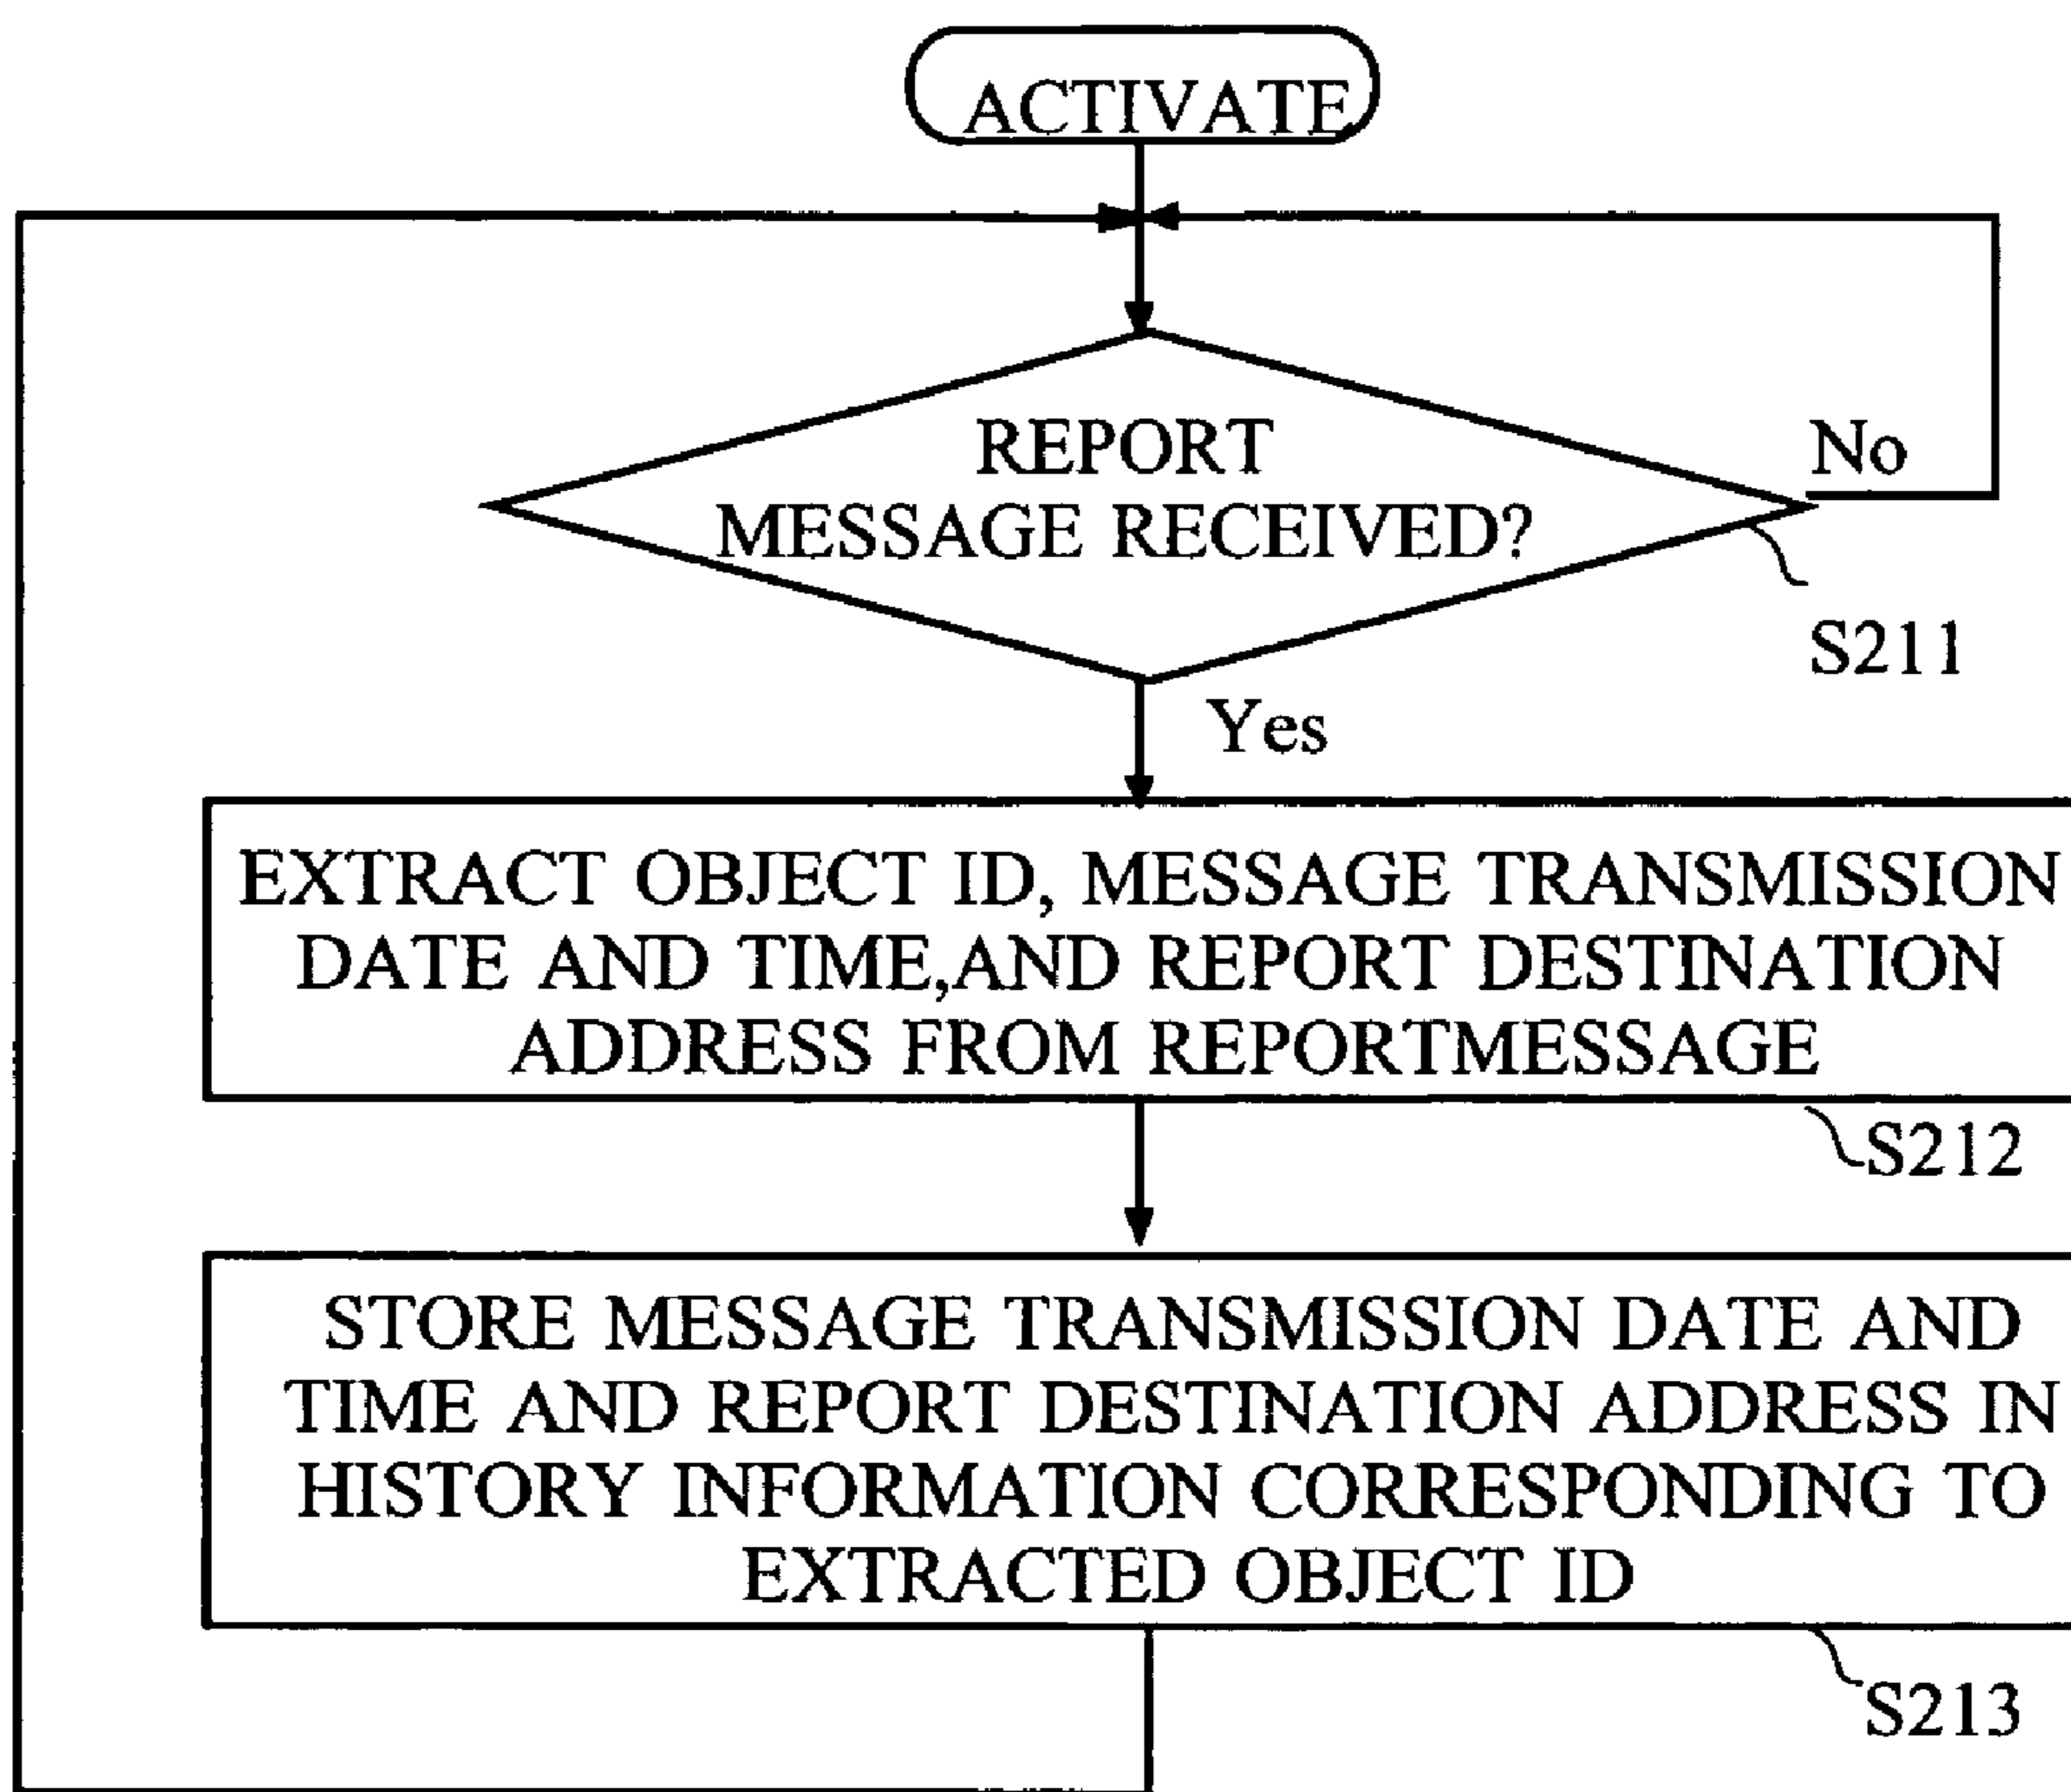 ACTIVATE
REPORT
MESSAGE RECEIVED?
No
S211
Yes
EXTRACT OBJECT ID, MESSAGE TRANSMISSION
DATE AND TIME,AND REPORT DESTINATION
ADDRESS FROM REPORTMESSAGE
S212
STORE MESSAGE TRANSMISSION DATE AND
TIME AND REPORT DESTINATION ADDRESS IN
HISTORY INFORMATION CORRESPONDING TO
EXTRACTED OBJECT ID
S213